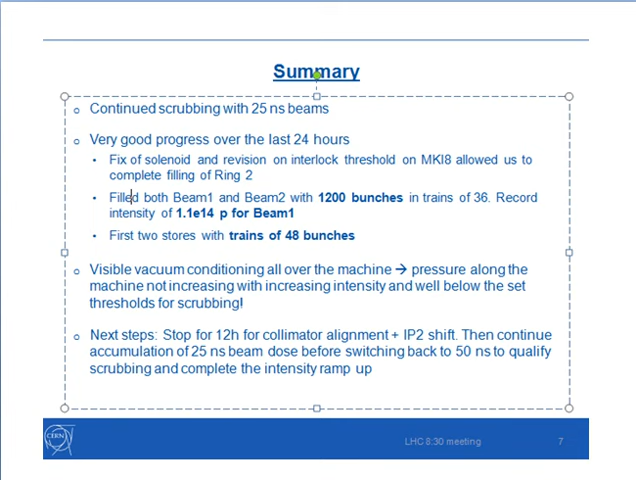 Summary
Continued scrubbing with 25 ns beams
Very good progress over the last 24 hours
Fix of solenoid and revision on interlock threshold on MKI8 allowed us to
complete filling of Ring 2
Filled both Beam1 and Beam2 with 1200 bunches in trains of 36. Record
intensity of 1.1e14 p for Beam1
First two stores with trains of 48 bunches
Visible vacuum conditioning all over the machine → pressure along the
machine not increasing with increasing intensity and well below the set
thresholds for scrubbing!
Next steps: Stop for 12h for collimator alignment + IP2 shift. Then continue
accumulation of 25 ns beam dose before switching back to 50 ns to qualify
scrubbing and complete the intensity ramp up
CERN
LHC 8:30 meeting
7